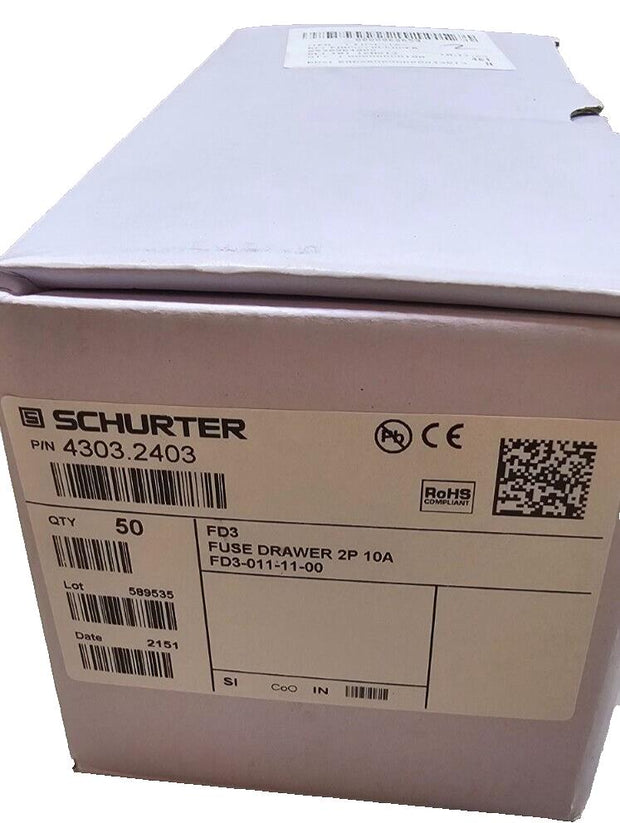 SCHURTER
P/N 4303.2403
Pb
CE
RoHS
COMPLIANT
QTY 50
Lot 589535
Date 2151
FD3
FUSE DRAWER 2P 10A
FD3-011-11-00
SI CoO IN